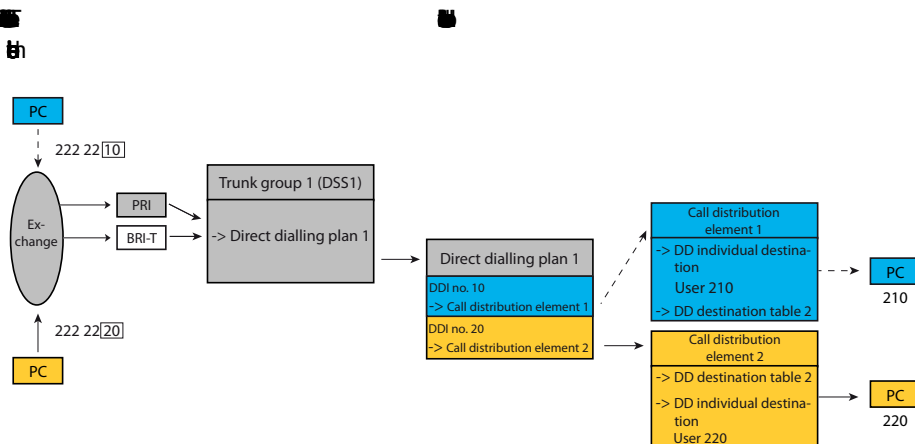 PC
222 22 10
Ex-
change
PRI
BRI-T
222 22 20
PC
Trunk group 1 (DSS1)
-> Direct dialling plan 1
Direct dialling plan 1
DDI no. 10
-> Call distribution element 1
DDI no. 20
-> Call distribution element 2
Call distribution
element 1
-> DD individual destina-
tion
User 210
-> DD destination table 2
PC
210
Call distribution
element 2
-> DD destination table 2
-> DD individual destina-
tion
User 220
PC
220